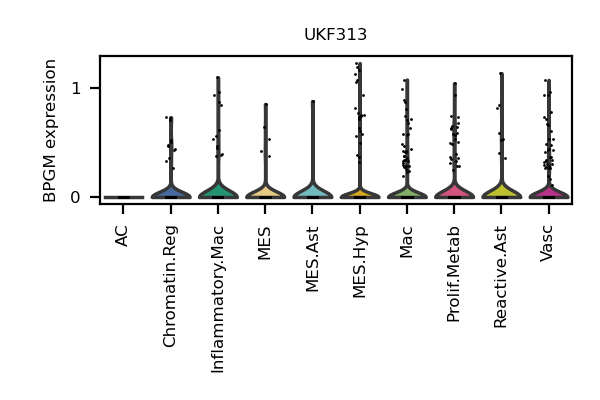 UKF313
BPGM expression
1
0
AC
Chromatin.Reg
Inflammatory.Mac
MES
MES.Ast
MES.Hyp
Mac
Prolif.Metab
Reactive.Ast
Vasc